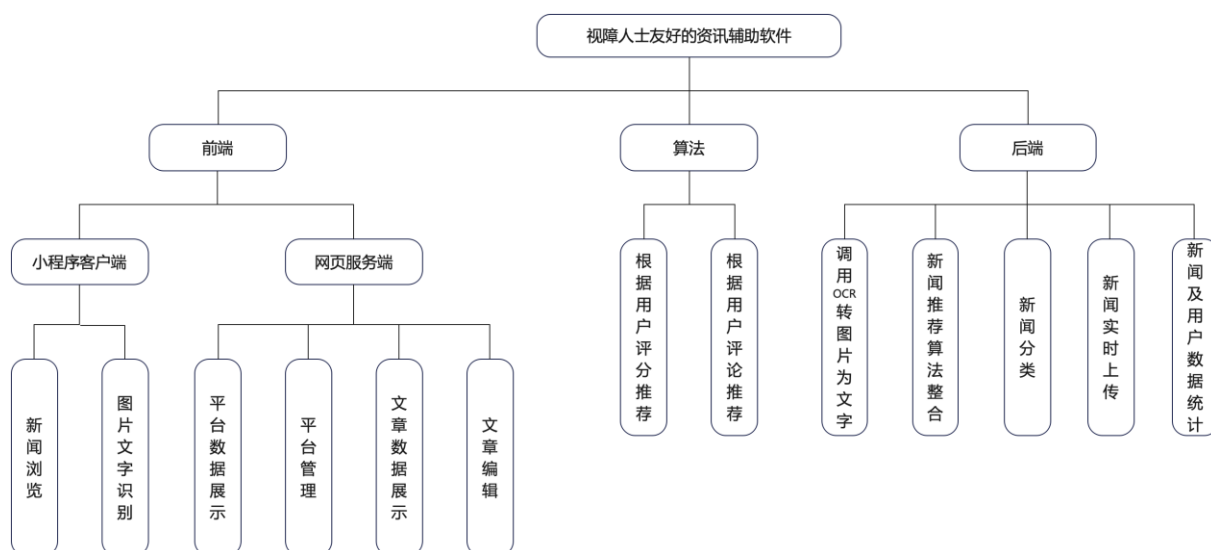 视障人士友好的资讯辅助软件
前端
算法
后端
小程序客户端
网页服务端
根据用户评分推荐
根据用户评论推荐
调用OCR转图片为文字
新闻推荐算法整合
新闻分类
新闻实时上传
新闻及用户数据统计
新闻浏览
图片文字识别
平台数据展示
平台管理
文章数据展示
文章编辑